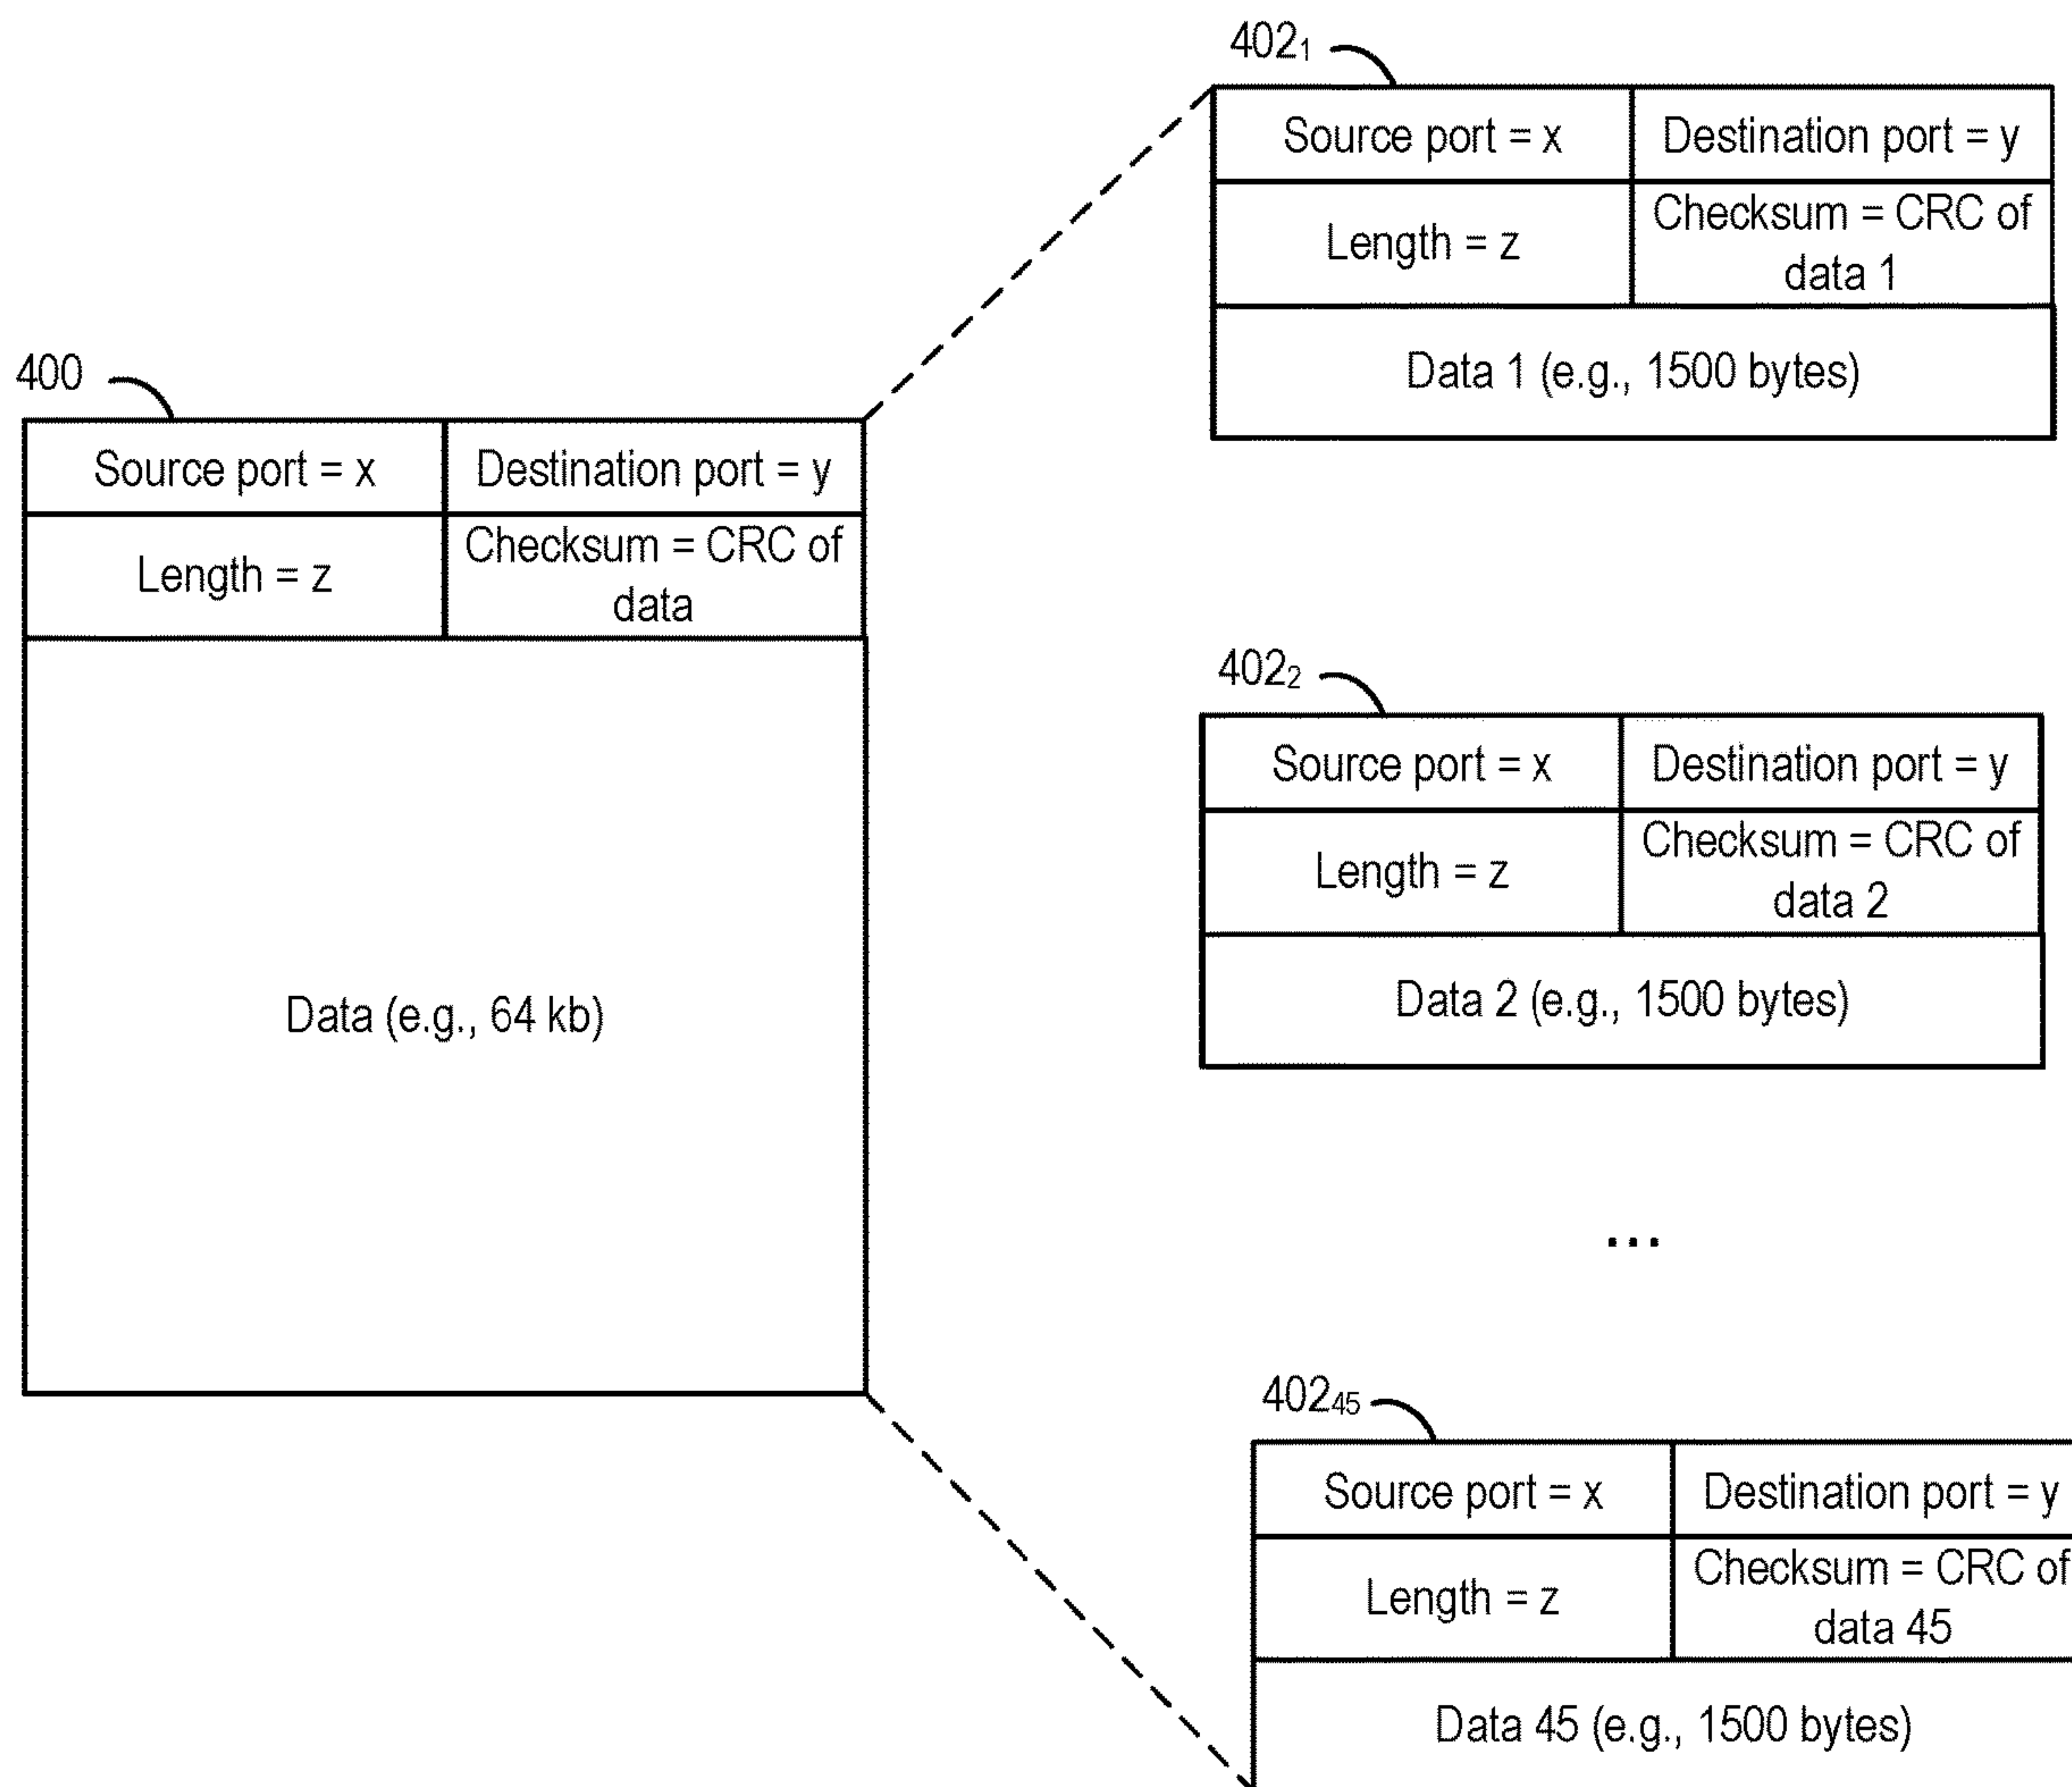 402₁
Source port = x
Destination port = y
Length = z
Checksum = CRC of
data 1
Data 1 (e.g., 1500 bytes)
400
Source port = x
Destination port = y
Length = z
Checksum = CRC of
data
Data (e.g., 64 kb)
402₂
Source port = x
Destination port = y
Length = z
Checksum = CRC of
data 2
Data 2 (e.g., 1500 bytes)
...
402₄₅
Source port = x
Destination port = y
Length = z
Checksum = CRC of
data 45
Data 45 (e.g., 1500 bytes)